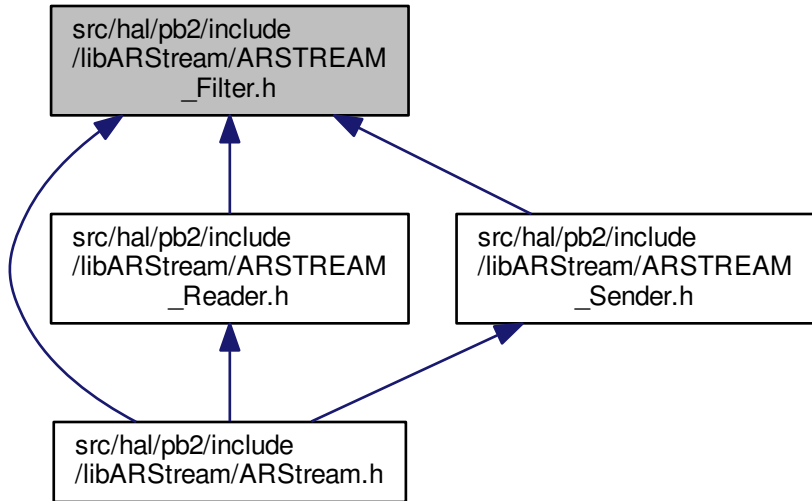 src/hal/pb2/include
/libARStream/ARSTREAM
_Filter.h
src/hal/pb2/include
/libARStream/ARSTREAM
_Reader.h
src/hal/pb2/include
/libARStream/ARSTREAM
_Sender.h
src/hal/pb2/include
/libARStream/ARStream.h